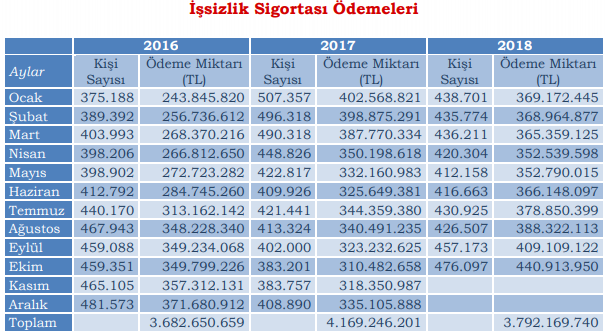 İşsizlik Sigortası Ödemeleri
2016 2017 2018
Aylar Kişi Sayısı Ödeme Miktarı (TL) Kişi Sayısı Ödeme Miktarı (TL) Kişi Sayısı Ödeme Miktarı (TL)
Ocak 375.188 243.845.820 507.357 402.568.821 438.701 369.172.445
Şubat 389.392 256.736.612 496.318 398.875.291 435.774 368.964.877
Mart 403.993 268.370.216 490.318 387.770.334 436.211 365.359.125
Nisan 398.206 266.812.650 448.826 350.198.618 420.304 352.539.598
Mayıs 398.902 272.723.282 422.817 332.160.983 412.158 352.790.015
Haziran 412.792 284.745.260 409.926 325.649.381 416.663 366.148.097
Temmuz 440.170 313.162.142 421.441 344.359.380 430.925 378.850.399
Ağustos 467.943 348.228.340 413.324 340.491.235 426.507 388.322.113
Eylül 459.088 349.234.068 402.000 323.232.625 457.173 409.109.122
Ekim 459.351 349.799.226 383.201 310.482.658 476.097 440.913.950
Kasım 465.105 357.312.131 383.757 318.350.987
Aralık 481.573 371.680.912 408.890 335.105.888
Toplam 3.682.650.659 4.169.246.201 3.792.169.740